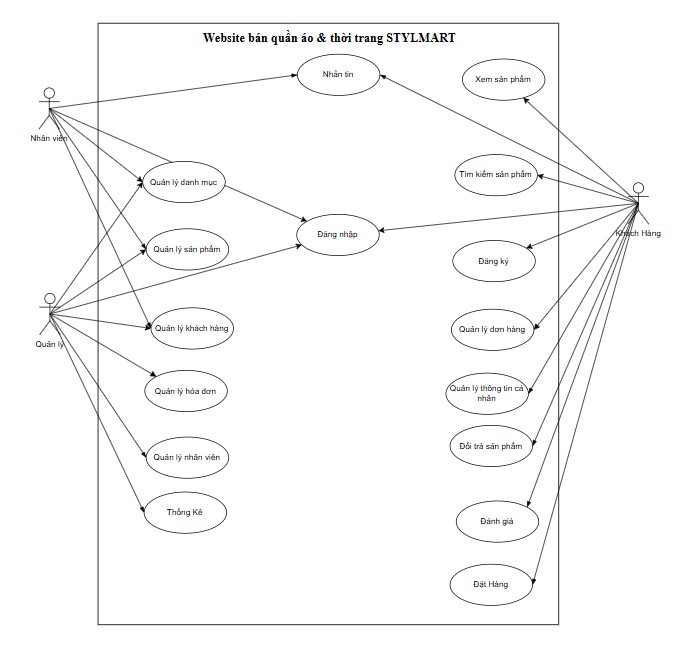 Website bán quần áo & thời trang STYLMART
Nhắn tin
Xem sản phẩm
Nhân viên
Quản lý danh mục
Tìm kiếm sản phẩm
Khách Hàng
Đăng nhập
Quản lý sản phẩm
Đăng ký
Quản lý khách hàng
Quản lý đơn hàng
Quản lý
Quản lý hóa đơn
Quản lý thông tin cá
nhân
Đổi trả sản phẩm
Quản lý nhân viên
Thống Kê
Đánh giá
Đặt Hàng